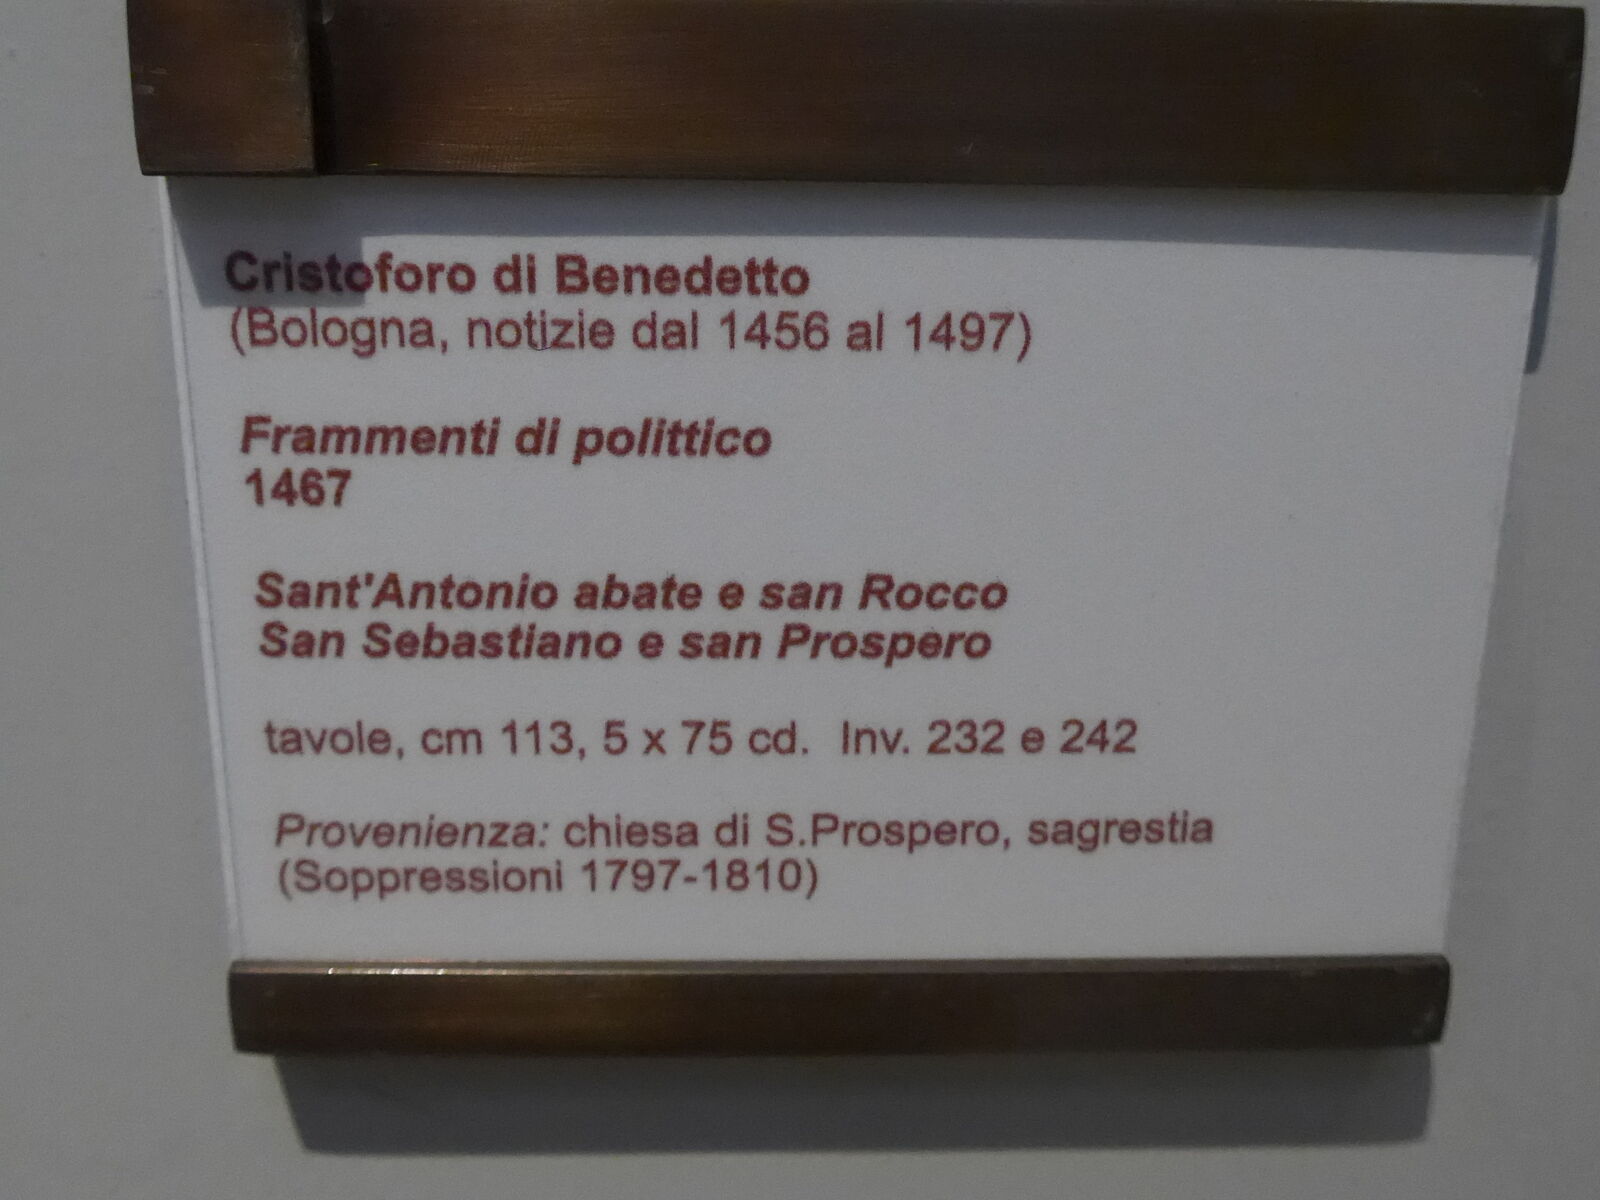 Cristoforo di Benedetto
(Bologna, notizie dal 1456 al 1497)
Frammenti di polittico
1467
Sant'Antonio abate e san Rocco
San Sebastiano e san Prospero
tavole, cm 113, 5 x 75 cd. Inv. 232 e 242
Provenienza: chiesa di S.Prospero, sagrestia
(Soppressioni 1797-1810)